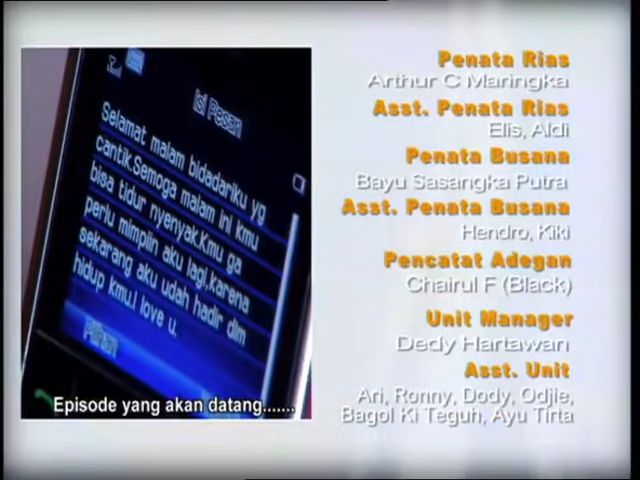 Isi Pesan
Selamat malam bidadariku yg
cantik.Semoga malam ini kmu
bisa tidur nyenyak.Kmu ga
perlu mimpiin aku lagi,karena
sekarang aku udah hadir dlm
hidup kmu.I love u.
Pilihan
Episode yang akan datang.......
Penata Rias
Arthur C Maringka
Asst. Penata Rias
Elis, Aldi
Penata Busana
Bayu Sasangka Putra
Asst. Penata Busana
Hendro, Kiki
Pencatat Adegan
Chairul F (Black)
Unit Manager
Dedy Hartawan
Asst. Unit
Ari, Ronny, Dody, Odjie,
Bagol Ki Teguh, Ayu Tirta